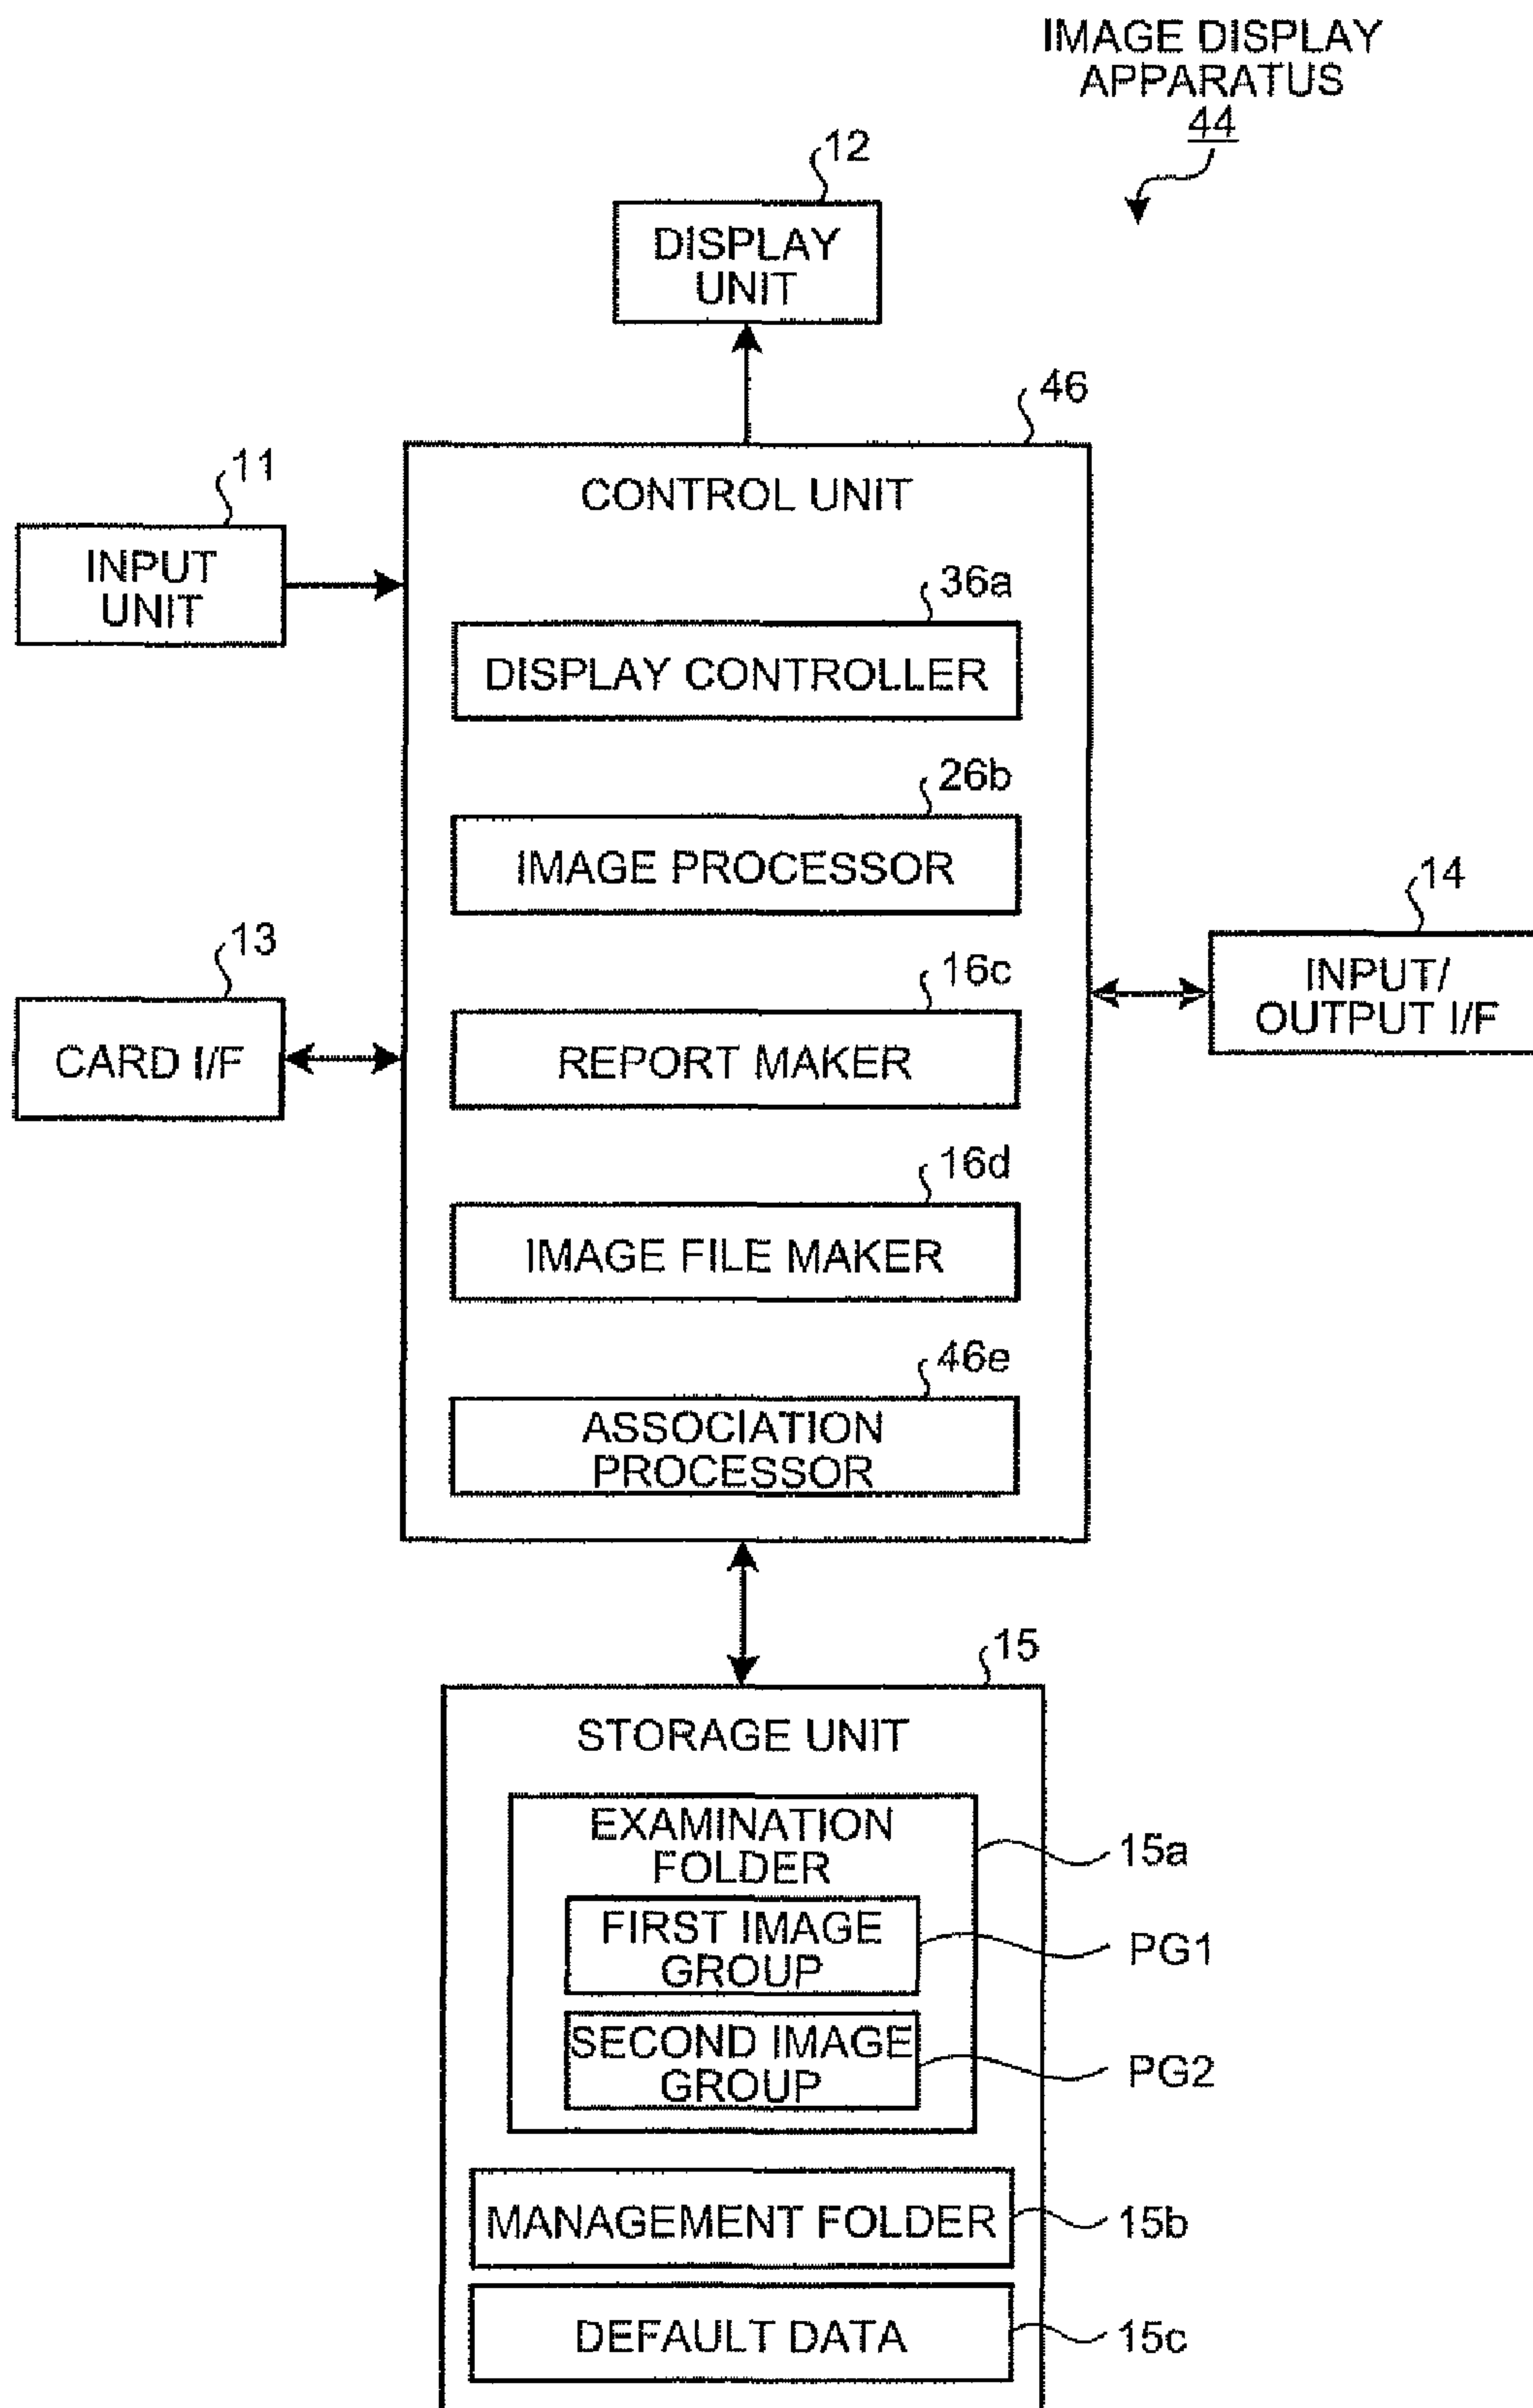 IMAGE DISPLAY
APPARATUS
44
12
DISPLAY
UNIT
46
CONTROL UNIT
11
INPUT
UNIT
36a
DISPLAY CONTROLLER
26b
IMAGE PROCESSOR
14
INPUT/
OUTPUT I/F
13
CARD I/F
16c
REPORT MAKER
16d
IMAGE FILE MAKER
46e
ASSOCIATION
PROCESSOR
15
STORAGE UNIT
EXAMINATION
FOLDER
15a
FIRST IMAGE
GROUP
PG1
SECOND IMAGE
GROUP
PG2
MANAGEMENT FOLDER
15b
DEFAULT DATA
15c